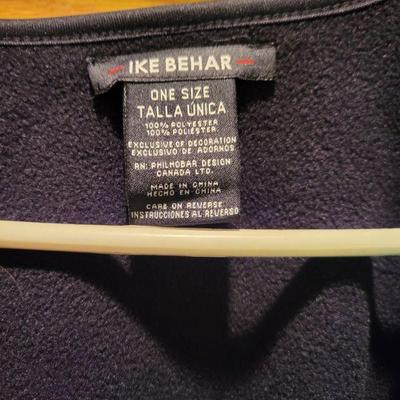 IKE BEHAR
ONE SIZE
TALLA ÚNICA
100% POLYESTER
100% POLIESTER
EXCLUSIVE OF DECORATION
EXCLUSIVO DE ADORNOS
RN: PHILMOBAR DESIGN
CANADA LTD.
MADE IN CHINA
HECHO EN CHINA
CARE ON REVERSE
INSTRUCCIONES AL REVERSO